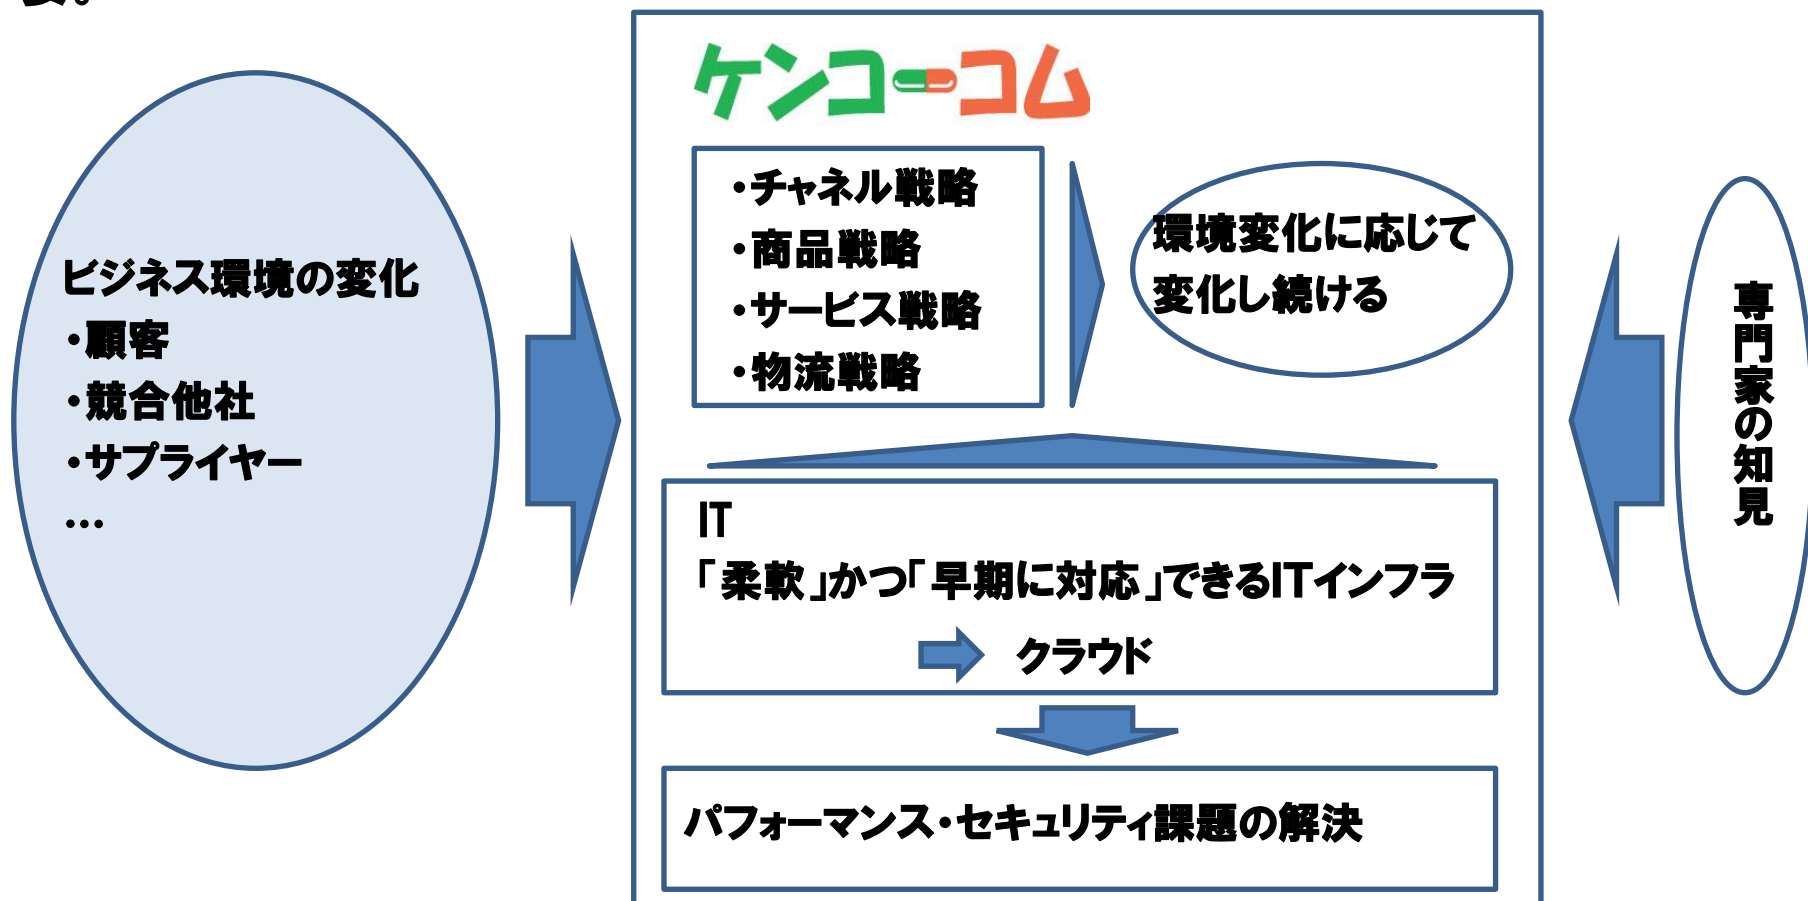 要。
ケンコーコム
ビジネス環境の変化
・顧客
・競合他社
・サプライヤー
…
・チャネル戦略
・商品戦略
・サービス戦略
・物流戦略
環境変化に応じて
変化し続ける
IT
「柔軟」かつ「早期に対応」できるITインフラ
クラウド
パフォーマンス・セキュリティ課題の解決
専門家の知見